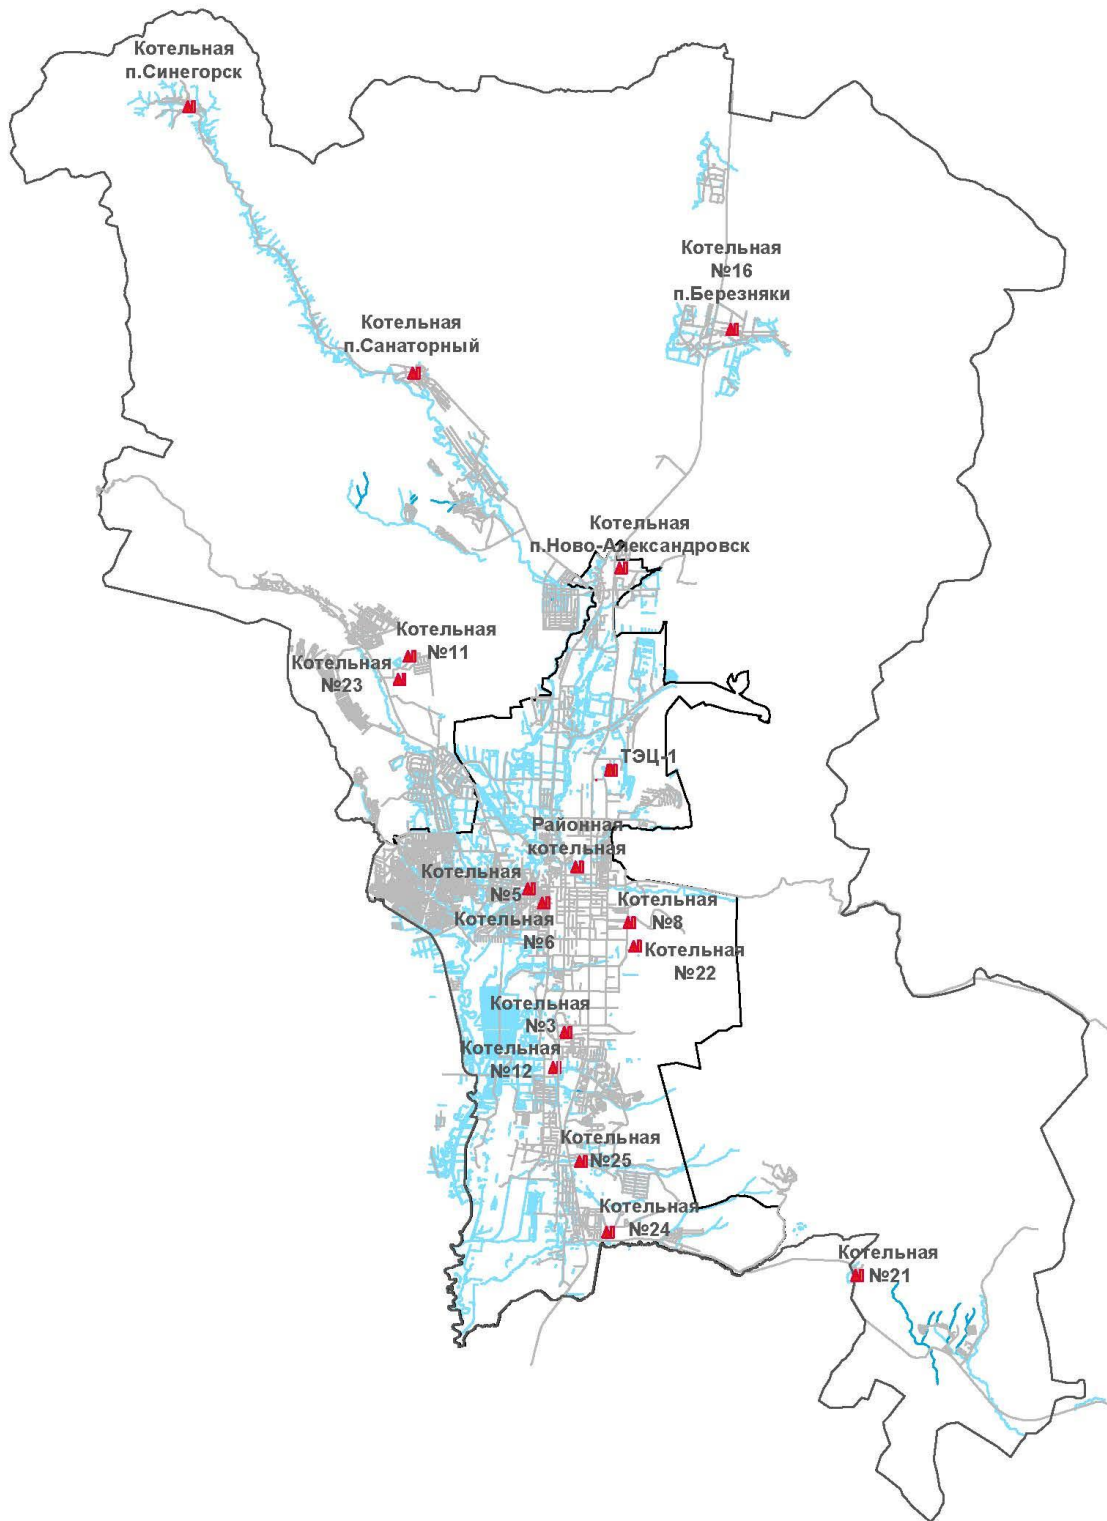 Котельная
п.Синегорск
Котельная
№16
п.Березняки
Котельная
п.Санаторный
Котельная
п.Ново-Александровск
Котельная
№11
Котельная
№23
ТЭЦ-1
Районная
котельная
Котельная
№5
Котельная
№8
Котельная
№6
Котельная
№22
Котельная
№3
Котельная
№12
Котельная
№25
Котельная
№24
Котельная
№21